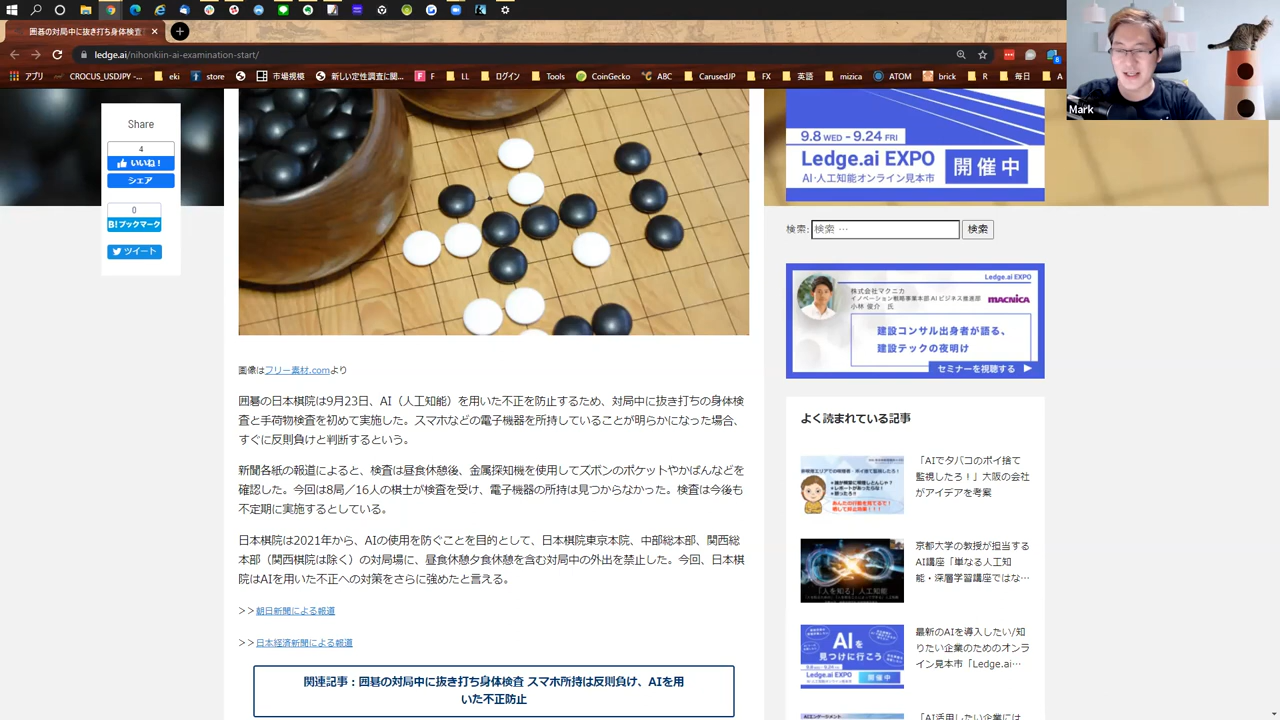 囲碁の対局中に抜き打ち身体検査
ledge.ai/nihonkiin-ai-examination-start/
アプリ
CROCUS_USDJPY -...
eki
store
市場規模
新しい定性調査に関...
F
LL
ログイン
Tools
CoinGecko
ABC
CarusedJP
FX
英語
mizica
ATOM
brick
R
毎日
A
Mark
Share
4
いいね！
シェア
0
B!ブックマーク
ツイート
9.8 WED - 9.24 FRI
Ledge.ai EXPO
開催中
AI・人工知能オンライン見本市
検索:
検索 …
検索
Ledge.ai EXPO
株式会社マクニカ
イノベーション戦略事業本部 AI ビジネス推進部
小林 俊介 氏
MACNICA
建設コンサル出身者が語る、
建設テックの夜明け
セミナーを視聴する ▶
画像はフリー素材.comより
囲碁の日本棋院は9月23日、AI（人工知能）を用いた不正を防止するため、対局中に抜き打ちの身体検
査と手荷物検査を初めて実施した。スマホなどの電子機器を所持していることが明らかになった場合、
すぐに反則負けと判断するという。
新聞各紙の報道によると、検査は昼食休憩後、金属探知機を使用してズボンのポケットやかばんなどを
確認した。今回は8局／16人の棋士が検査を受け、電子機器の所持は見つからなかった。検査は今後も
不定期に実施するとしている。
日本棋院は2021年から、AIの使用を防ぐことを目的として、日本棋院東京本院、中部総本部、関西総
本部（関西棋院は除く）の対局場に、昼食休憩夕食休憩を含む対局中の外出を禁止した。今回、日本棋
院はAIを用いた不正への対策をさらに強めたと言える。
>>朝日新聞による報道
>>日本経済新聞による報道
関連記事：囲碁の対局中に抜き打ち身体検査 スマホ所持は反則負け、AIを用
いた不正防止
よく読まれている記事
「AIでタバコのポイ捨て
監視したろ！」大阪の会社
がアイデアを考案
京都大学の教授が担当する
AI講座「単なる人工知
能・深層学習講座ではな...
「人を知る」人工知能
最新のAIを導入したい/知
りたい企業のためのオンラ
イン見本市「Ledge.ai...
AIを
見つけに行こう
Ledge.ai EXPO
開催中
「AI活用したい企業には